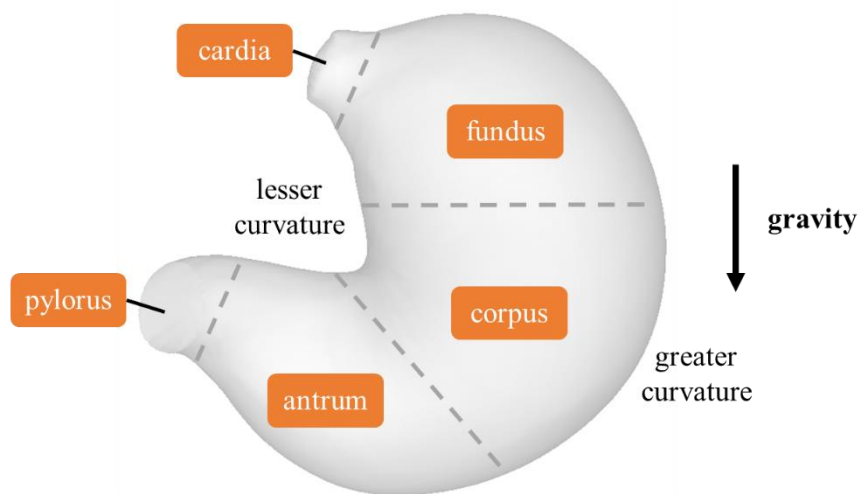 cardia
fundus
lesser
curvature
gravity
pylorus
corpus
greater
curvature
antrum